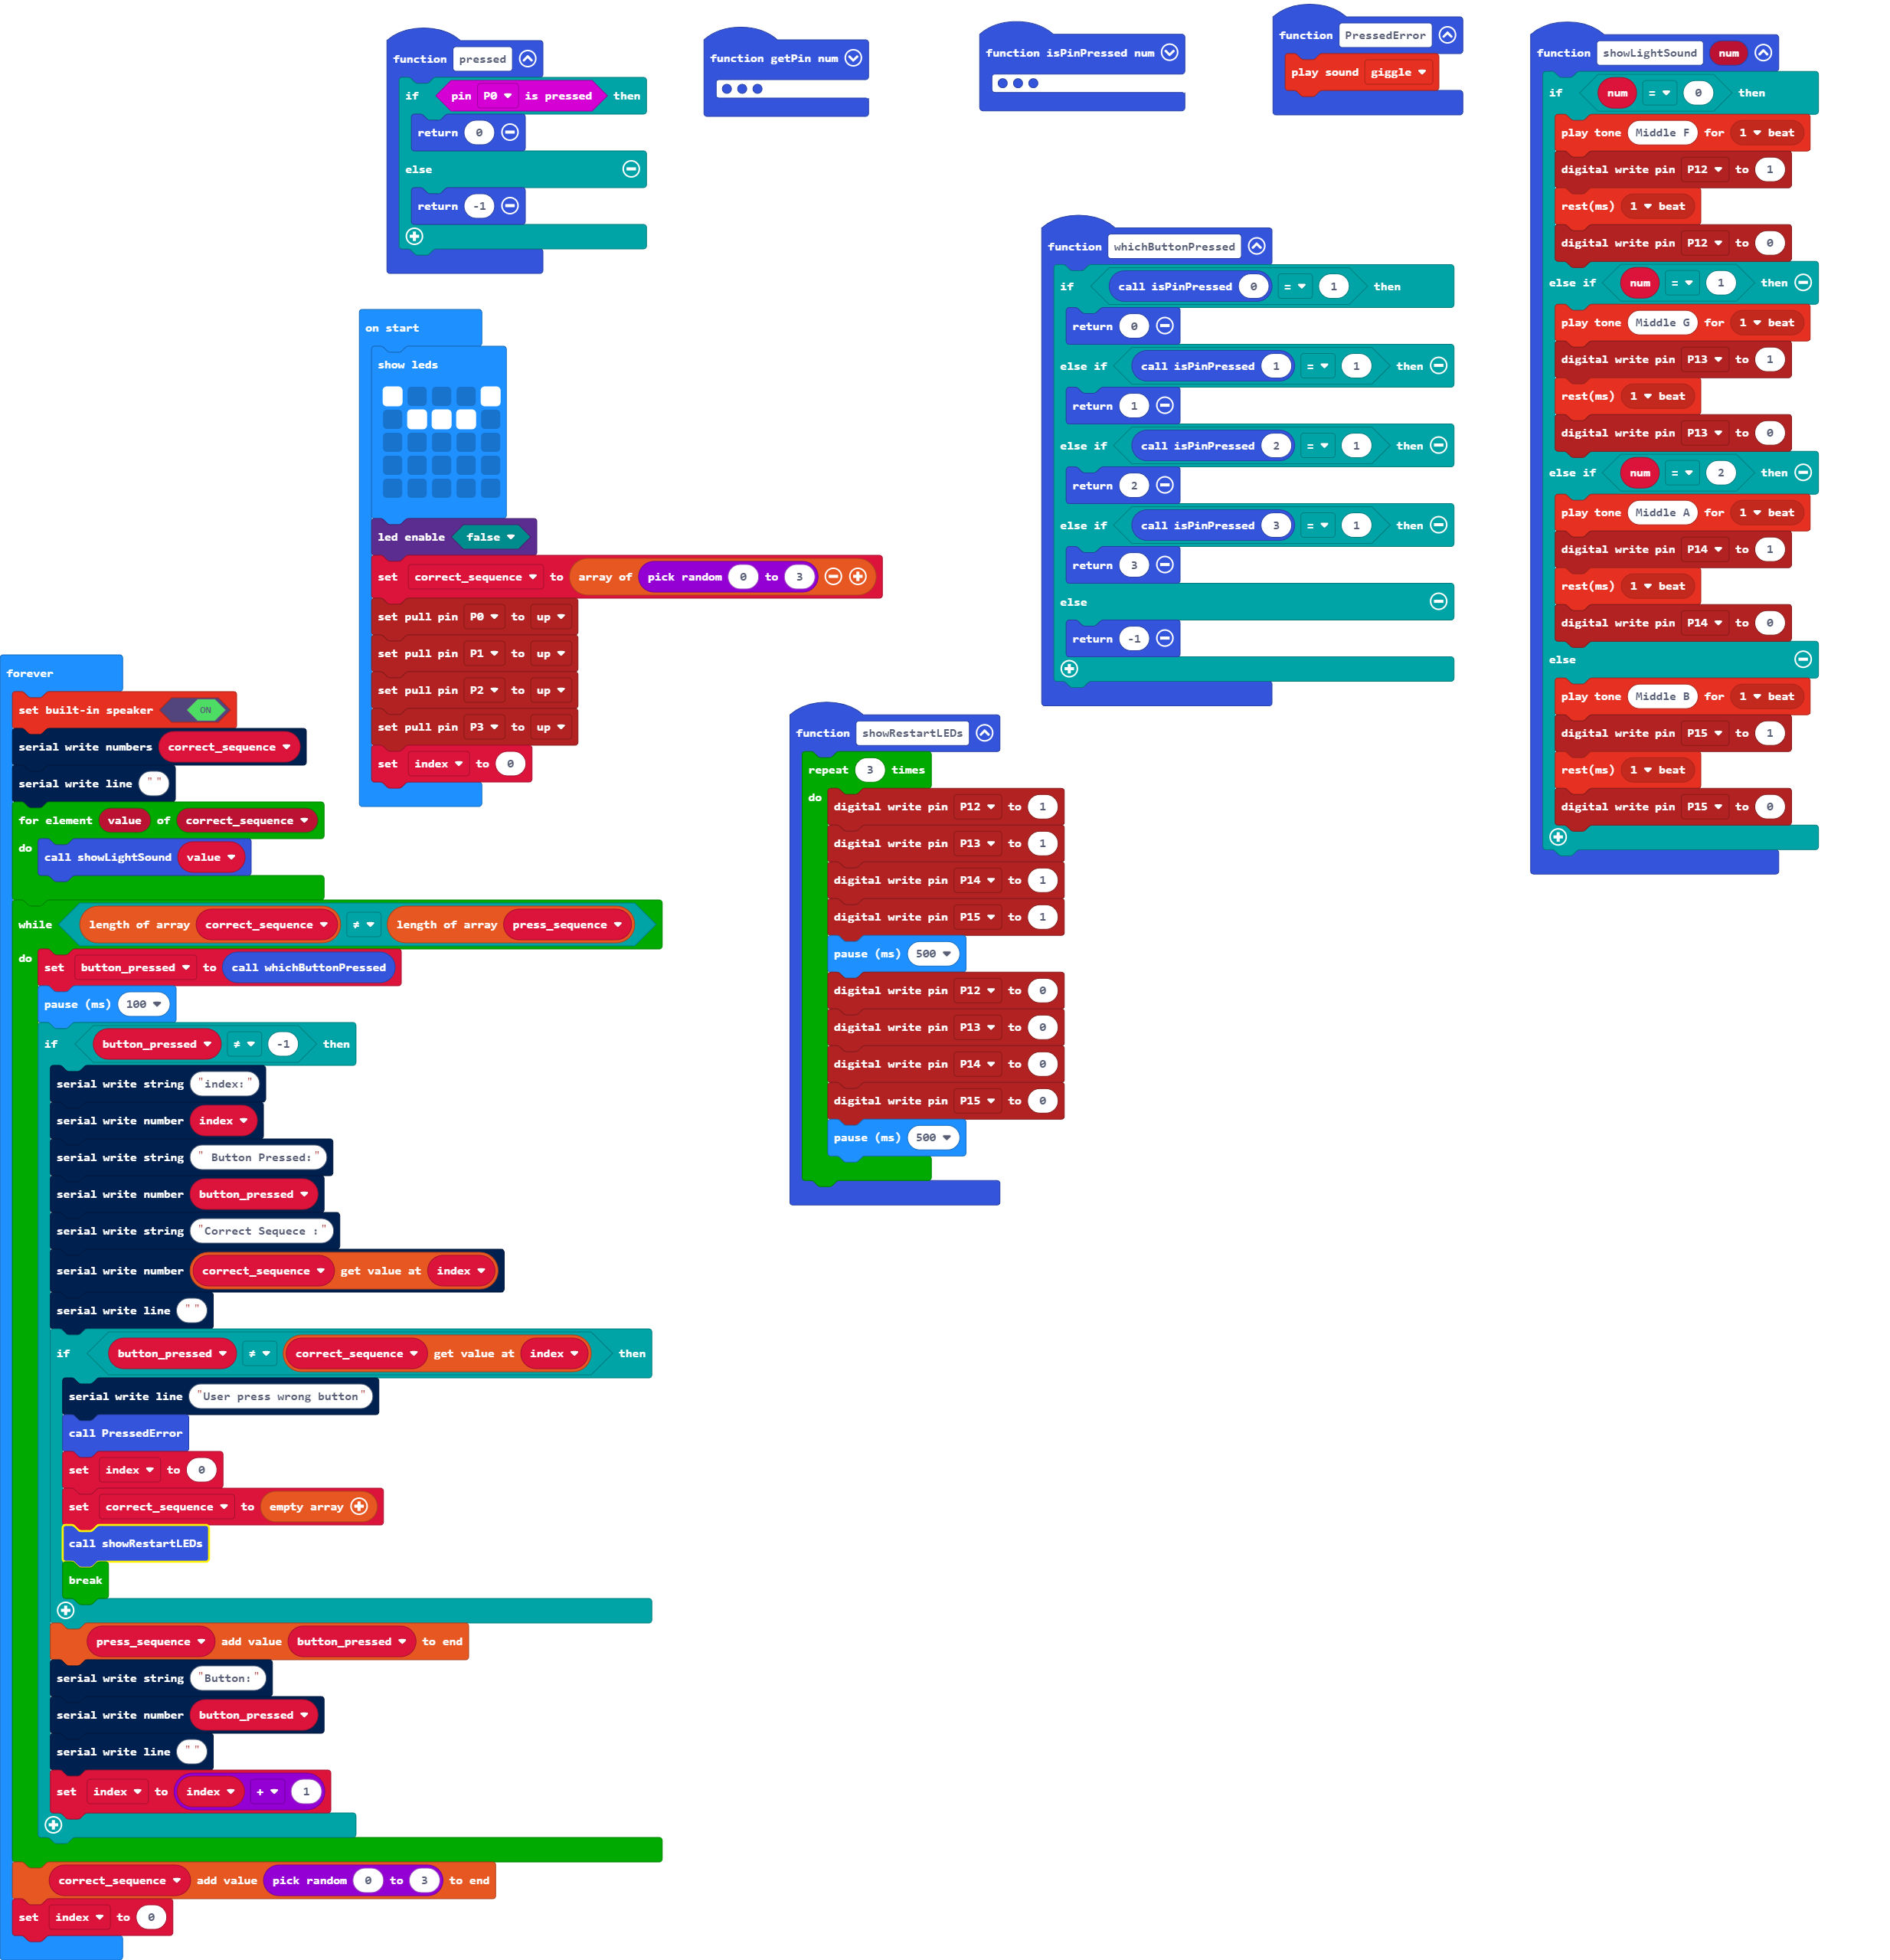 function pressed
if pin P0 is pressed then
return 0
else
return -1
function getPin num
function isPinPressed num
function PressedError
play sound giggle
function showLightSound num
if num = 0 then
play tone Middle F for 1 beat
digital write pin P12 to 1
rest(ms) 1 beat
digital write pin P12 to 0
else if num = 1 then
play tone Middle G for 1 beat
digital write pin P13 to 1
rest(ms) 1 beat
digital write pin P13 to 0
else if num = 2 then
play tone Middle A for 1 beat
digital write pin P14 to 1
rest(ms) 1 beat
digital write pin P14 to 0
else
play tone Middle B for 1 beat
digital write pin P15 to 1
rest(ms) 1 beat
digital write pin P15 to 0
function whichButtonPressed
if call isPinPressed 0 = 1 then
return 0
else if call isPinPressed 1 = 1 then
return 1
else if call isPinPressed 2 = 1 then
return 2
else if call isPinPressed 3 = 1 then
return 3
else
return -1
on start
show leds
led enable false
set correct_sequence to array of pick random 0 to 3
set pull pin P0 to up
set pull pin P1 to up
set pull pin P2 to up
set pull pin P3 to up
set index to 0
function showRestartLEDs
repeat 3 times
do
digital write pin P12 to 1
digital write pin P13 to 1
digital write pin P14 to 1
digital write pin P15 to 1
pause (ms) 500
digital write pin P12 to 0
digital write pin P13 to 0
digital write pin P14 to 0
digital write pin P15 to 0
pause (ms) 500
forever
set built-in speaker ON
serial write numbers correct_sequence
serial write line " "
for element value of correct_sequence
do call showLightSound value
while length of array correct_sequence ≠ length of array press_sequence
do set button_pressed to call whichButtonPressed
pause (ms) 100
if button_pressed ≠ -1 then
serial write string "index:"
serial write number index
serial write string " Button Pressed:"
serial write number button_pressed
serial write string "Correct Sequece :"
serial write number correct_sequence get value at index
serial write line " "
if button_pressed ≠ correct_sequence get value at index then
serial write line "User press wrong button"
call PressedError
set index to 0
set correct_sequence to empty array
call showRestartLEDs
break
press_sequence add value button_pressed to end
serial write string "Button:"
serial write number button_pressed
serial write line " "
set index to index + 1
correct_sequence add value pick random 0 to 3 to end
set index to 0